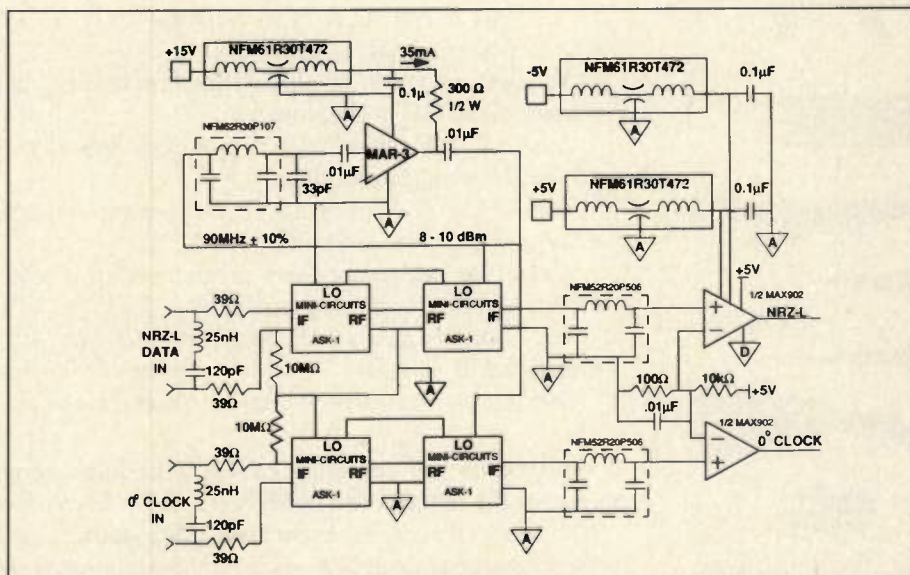 +15V
NFM61R30T472
35mA
0.1µ
300 Ω
1/2 W
A
NFM52R30P107
.01µF
MAR-3
.01µF
33pF
A
90MHz ± 10%
8 - 10 dBm
-5V
NFM61R30T472
0.1µF
A
+5V
NFM61R30T472
0.1µF
A
A
39Ω
NRZ-L
DATA
IN
25nH
120pF
39Ω
LO
MINI-CIRCUITS
IF RF
ASK-1
LO
MINI-CIRCUITS
RF IF
ASK-1
10MΩ
10MΩ
A
A
NFM52R20P506
+5V
1/2 MAX902
+
−
NRZ-L
D
100Ω
10kΩ
+5V
.01µF
39Ω
0° CLOCK
IN
25nH
120pF
39Ω
LO
MINI-CIRCUITS
IF RF
ASK-1
LO
MINI-CIRCUITS
RF IF
ASK-1
A
A
NFM52R20P506
1/2 MAX902
−
+
0° CLOCK